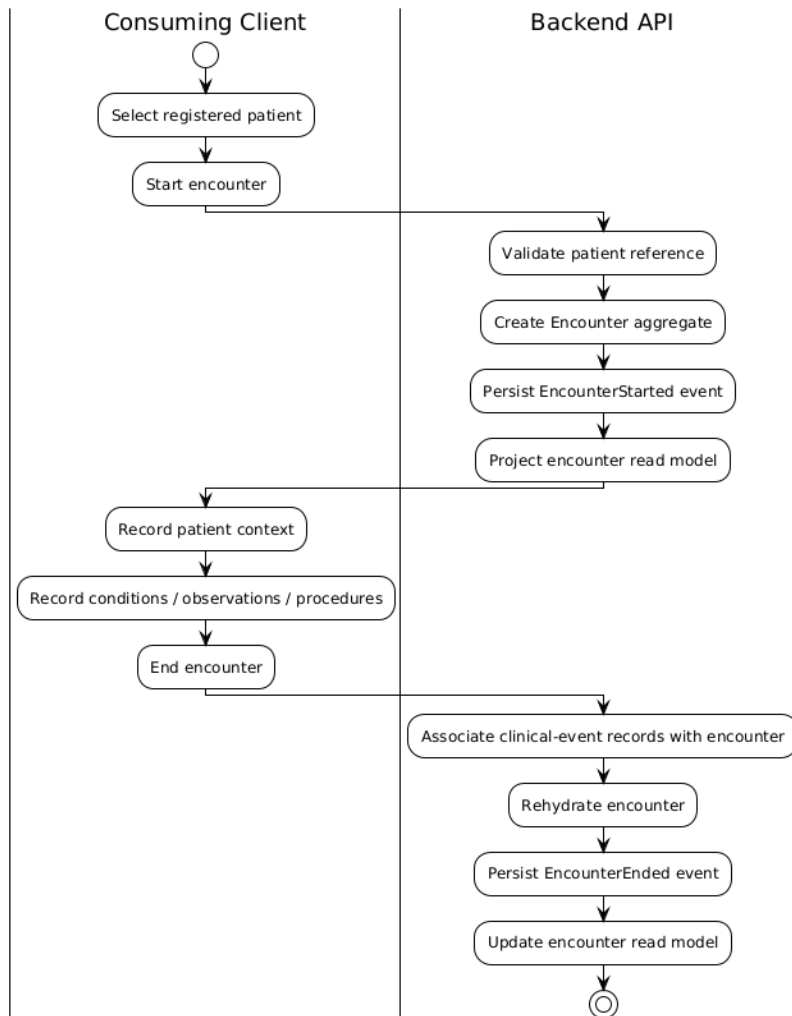 Consuming Client
Backend API
Select registered patient
Start encounter
Validate patient reference
Create Encounter aggregate
Persist EncounterStarted event
Project encounter read model
Record patient context
Record conditions / observations / procedures
End encounter
Associate clinical-event records with encounter
Rehydrate encounter
Persist EncounterEnded event
Update encounter read model